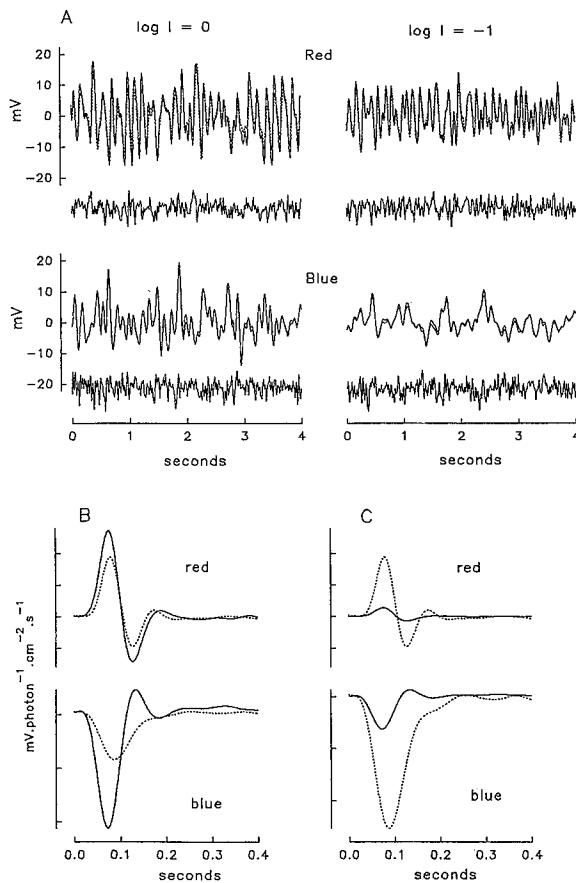 A
log I = 0
log I = −1
Red
mV
20
10
0
−10
−20
Blue
mV
20
10
0
−10
−20
0 1 2 3 4
seconds
0 1 2 3 4
seconds
B
C
red
red
mV.photon⁻¹.cm⁻².s⁻¹
blue
blue
0.0 0.1 0.2 0.3 0.4
seconds
0.0 0.1 0.2 0.3 0.4
seconds